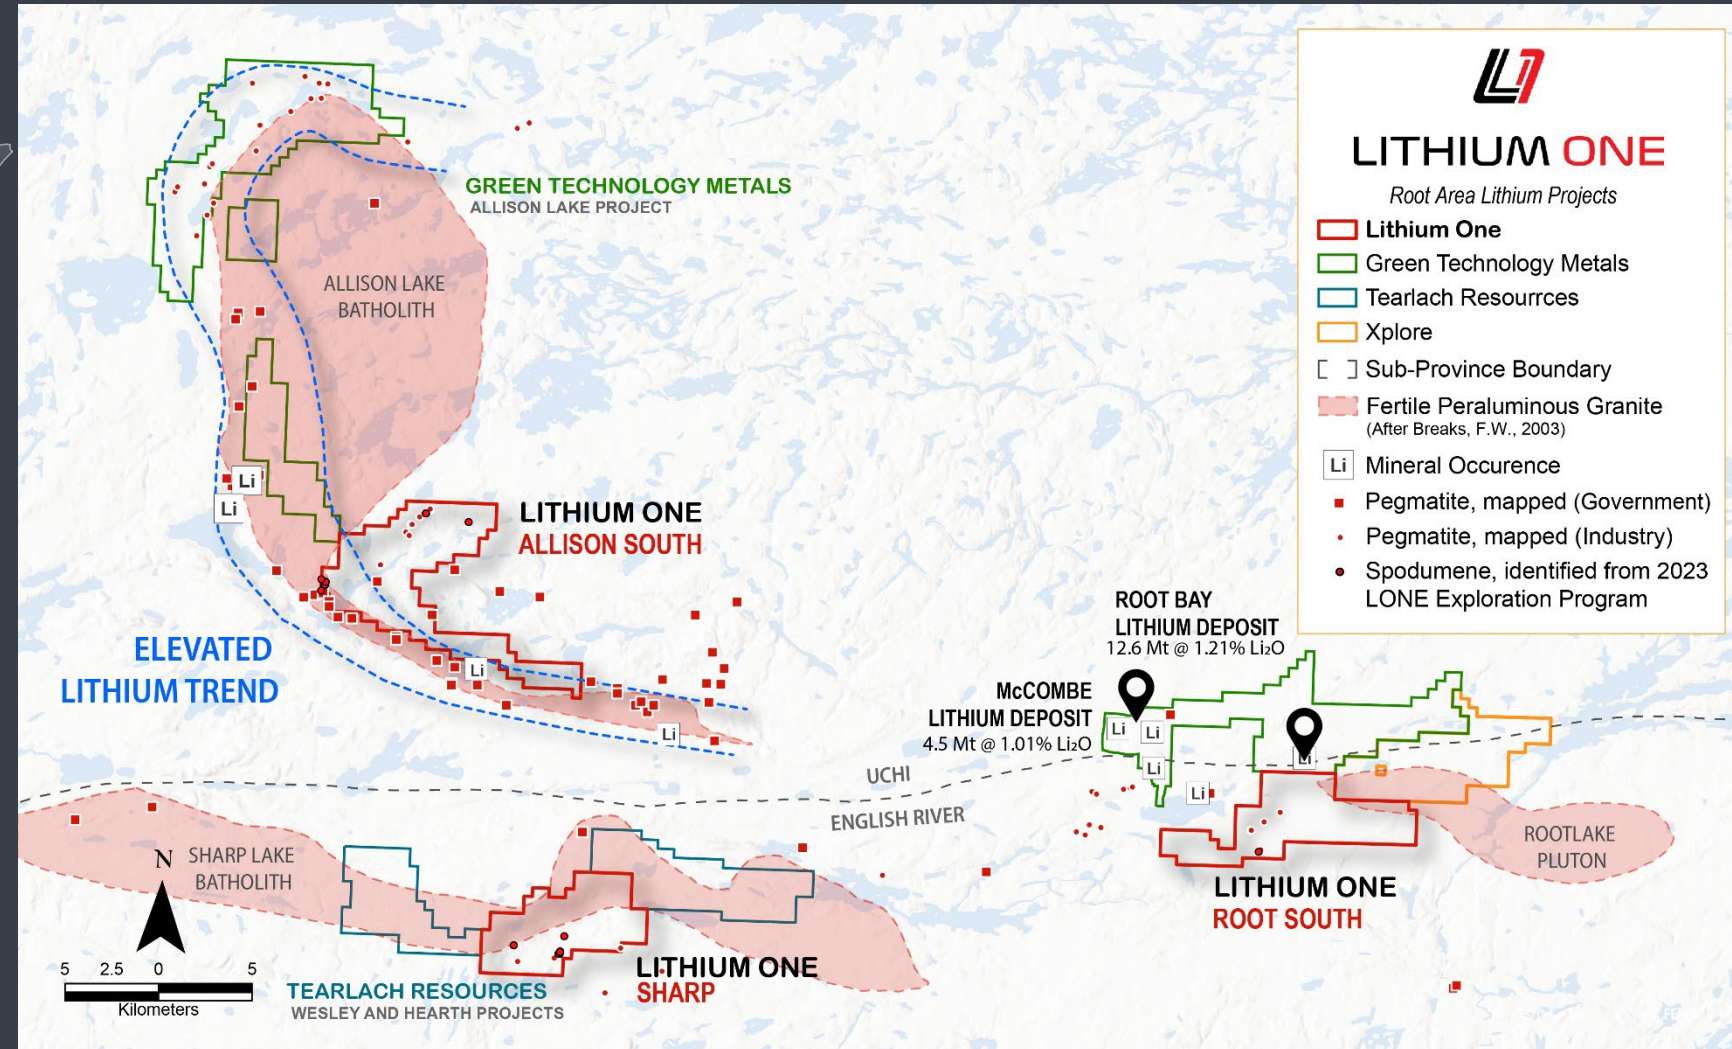 GREEN TECHNOLOGY METALS
ALLISON LAKE PROJECT
ALLISON LAKE
BATHOLITH
Li
Li
LITHIUM ONE
ALLISON SOUTH
ELEVATED
LITHIUM TREND
Li
Li
ROOT BAY
LITHIUM DEPOSIT
12.6 Mt @ 1.21% Li₂O
McCOMBE
LITHIUM DEPOSIT
4.5 Mt @ 1.01% Li₂O
Li
Li
Li
Li
Li
UCHI
ENGLISH RIVER
ROOTLAKE
PLUTON
LITHIUM ONE
ROOT SOUTH
SHARP LAKE
BATHOLITH
N
5 2.5 0 5
Kilometers
TEARLACH RESOURCES
WESLEY AND HEARTH PROJECTS
LITHIUM ONE
SHARP
LITHIUM ONE
Root Area Lithium Projects
Lithium One
Green Technology Metals
Tearlach Resourrces
Xplore
Sub-Province Boundary
Fertile Peraluminous Granite
(After Breaks, F.W., 2003)
Li Mineral Occurence
Pegmatite, mapped (Government)
Pegmatite, mapped (Industry)
Spodumene, identified from 2023
LONE Exploration Program